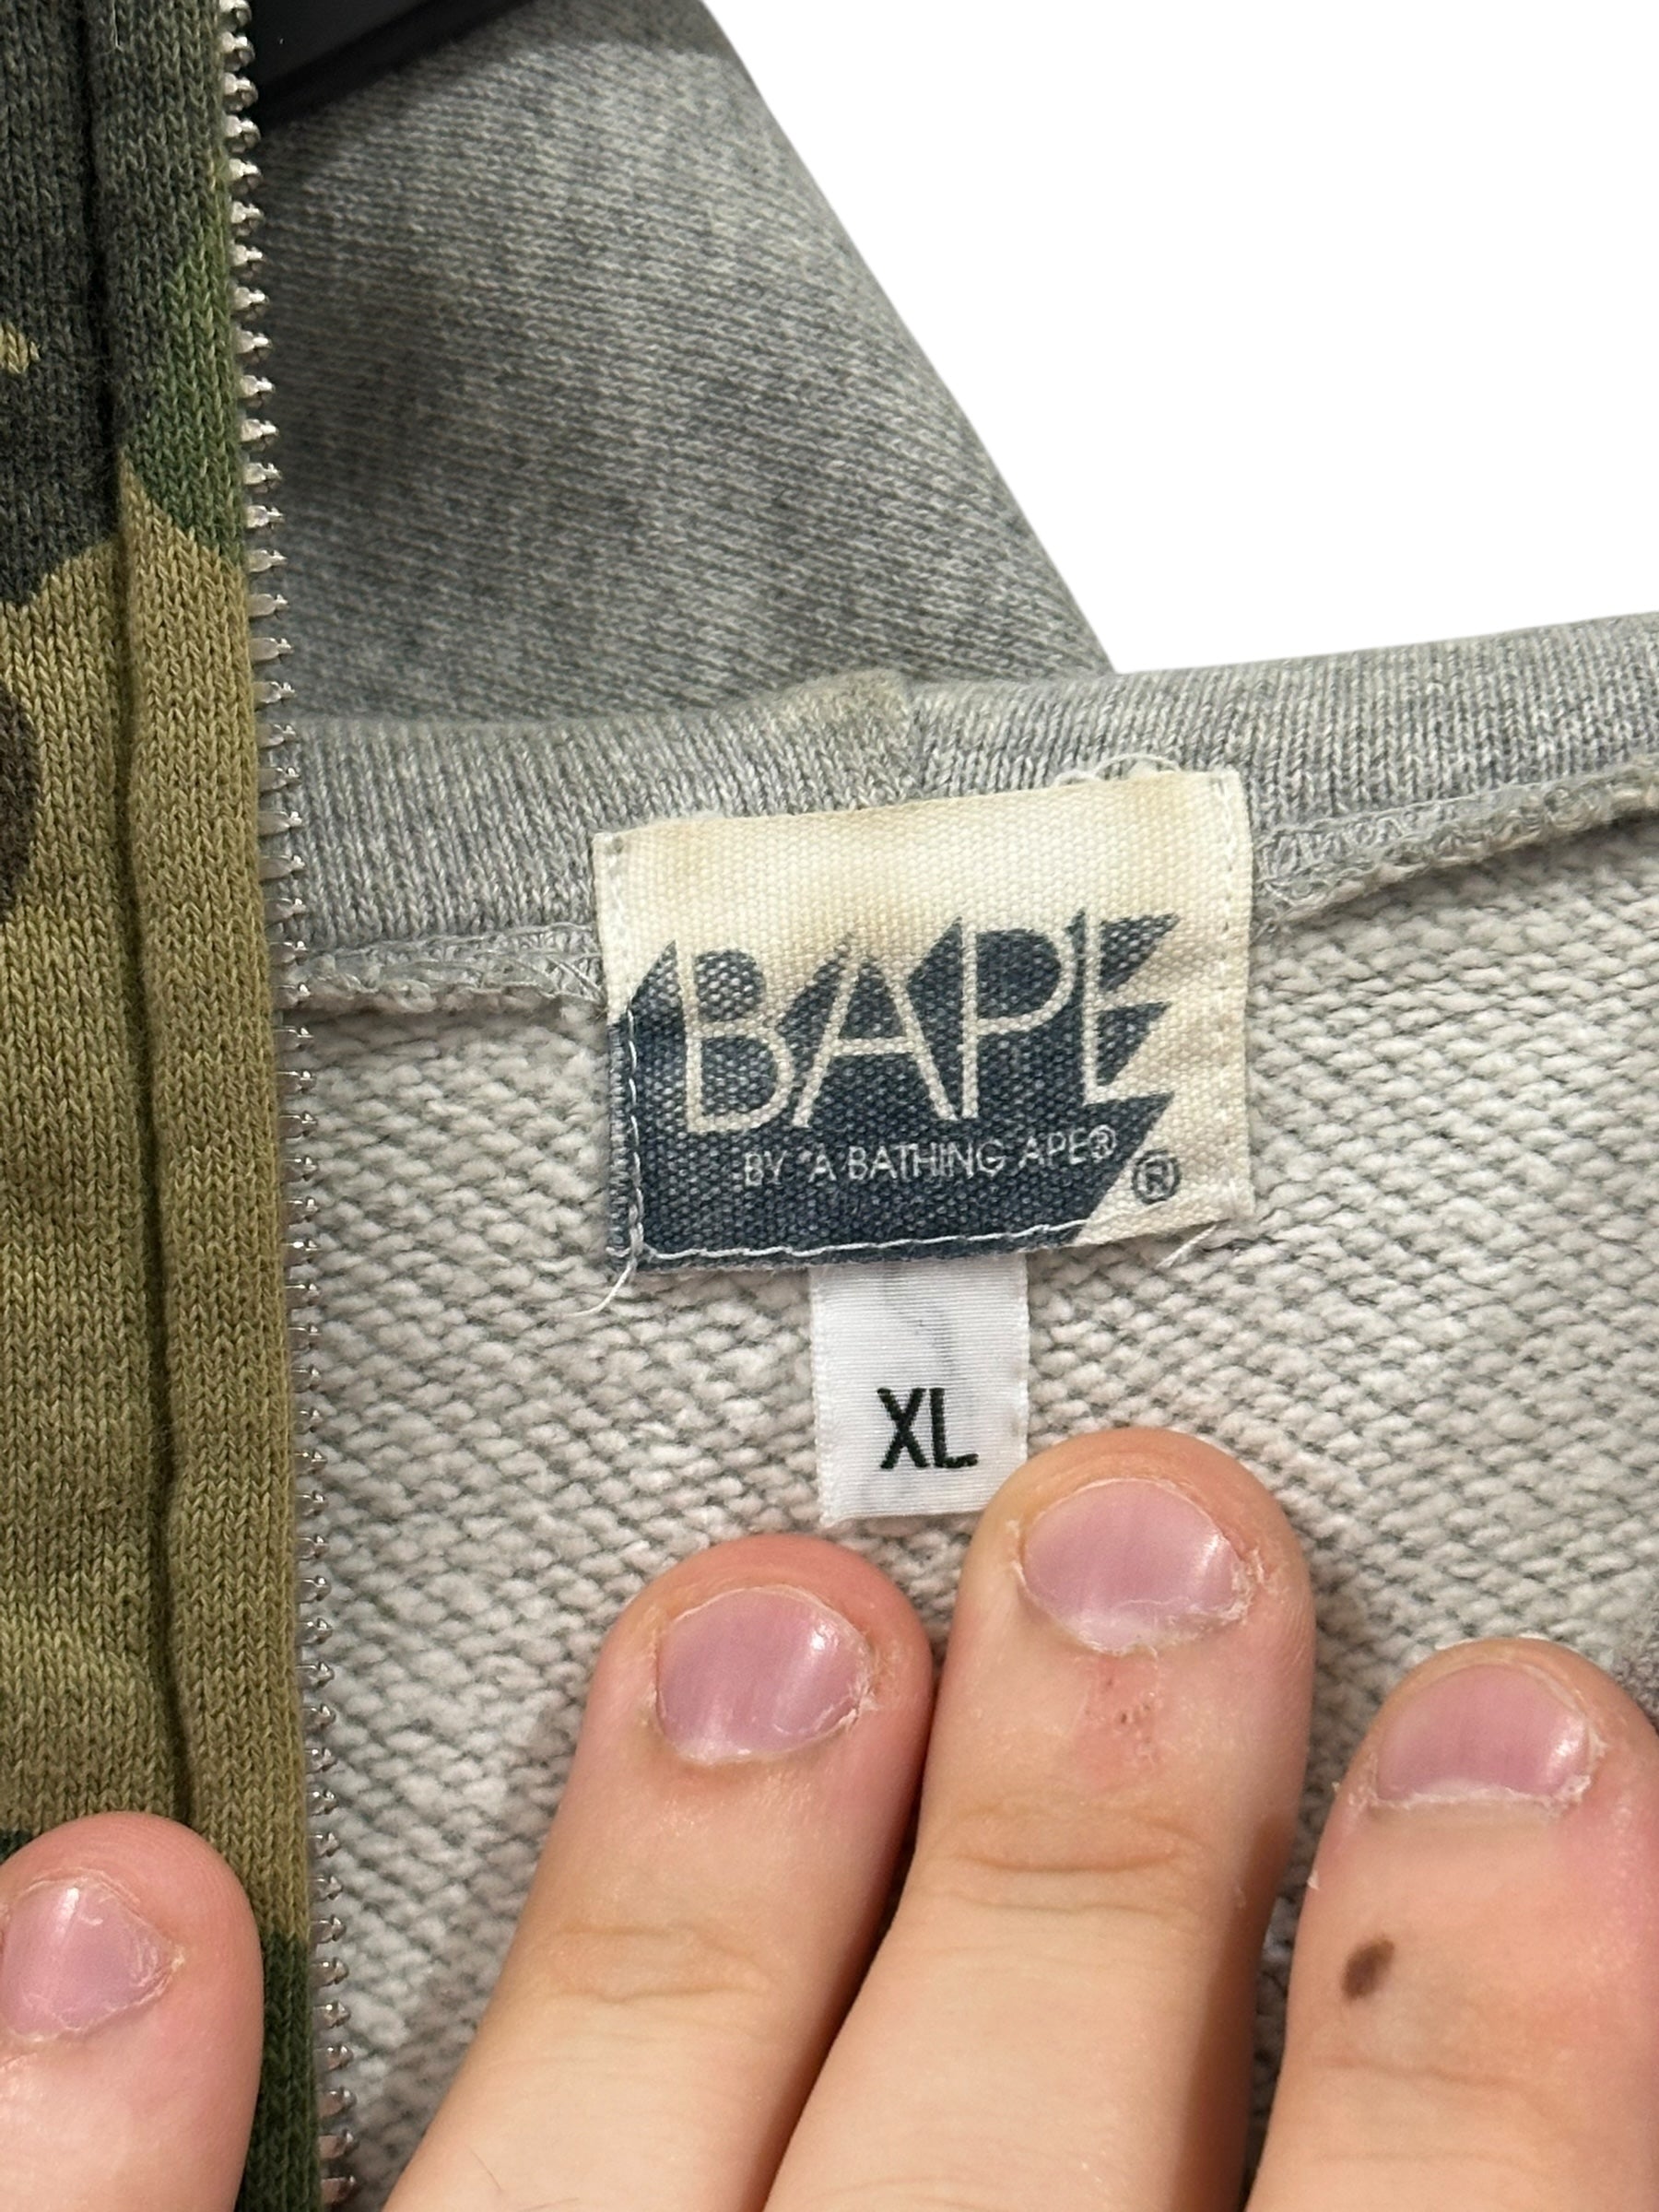 BAPE
BY "A BATHING APE®
®
XL